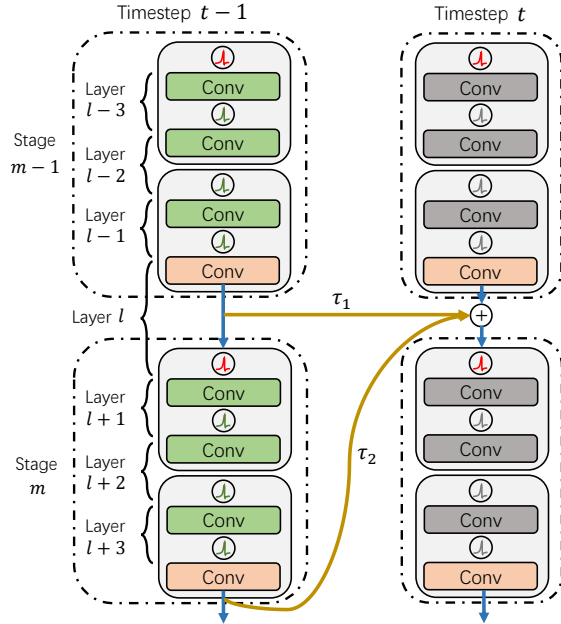 Timestep t − 1
Timestep t
Layer
l − 3
Conv
Conv
Stage
m − 1
Layer
l − 2
Conv
Conv
Layer
l − 1
Conv
Conv
Conv
Conv
Layer l
τ₁
+
Layer
l + 1
Conv
Conv
Conv
Conv
Stage
m
Layer
l + 2
τ₂
Layer
l + 3
Conv
Conv
Conv
Conv